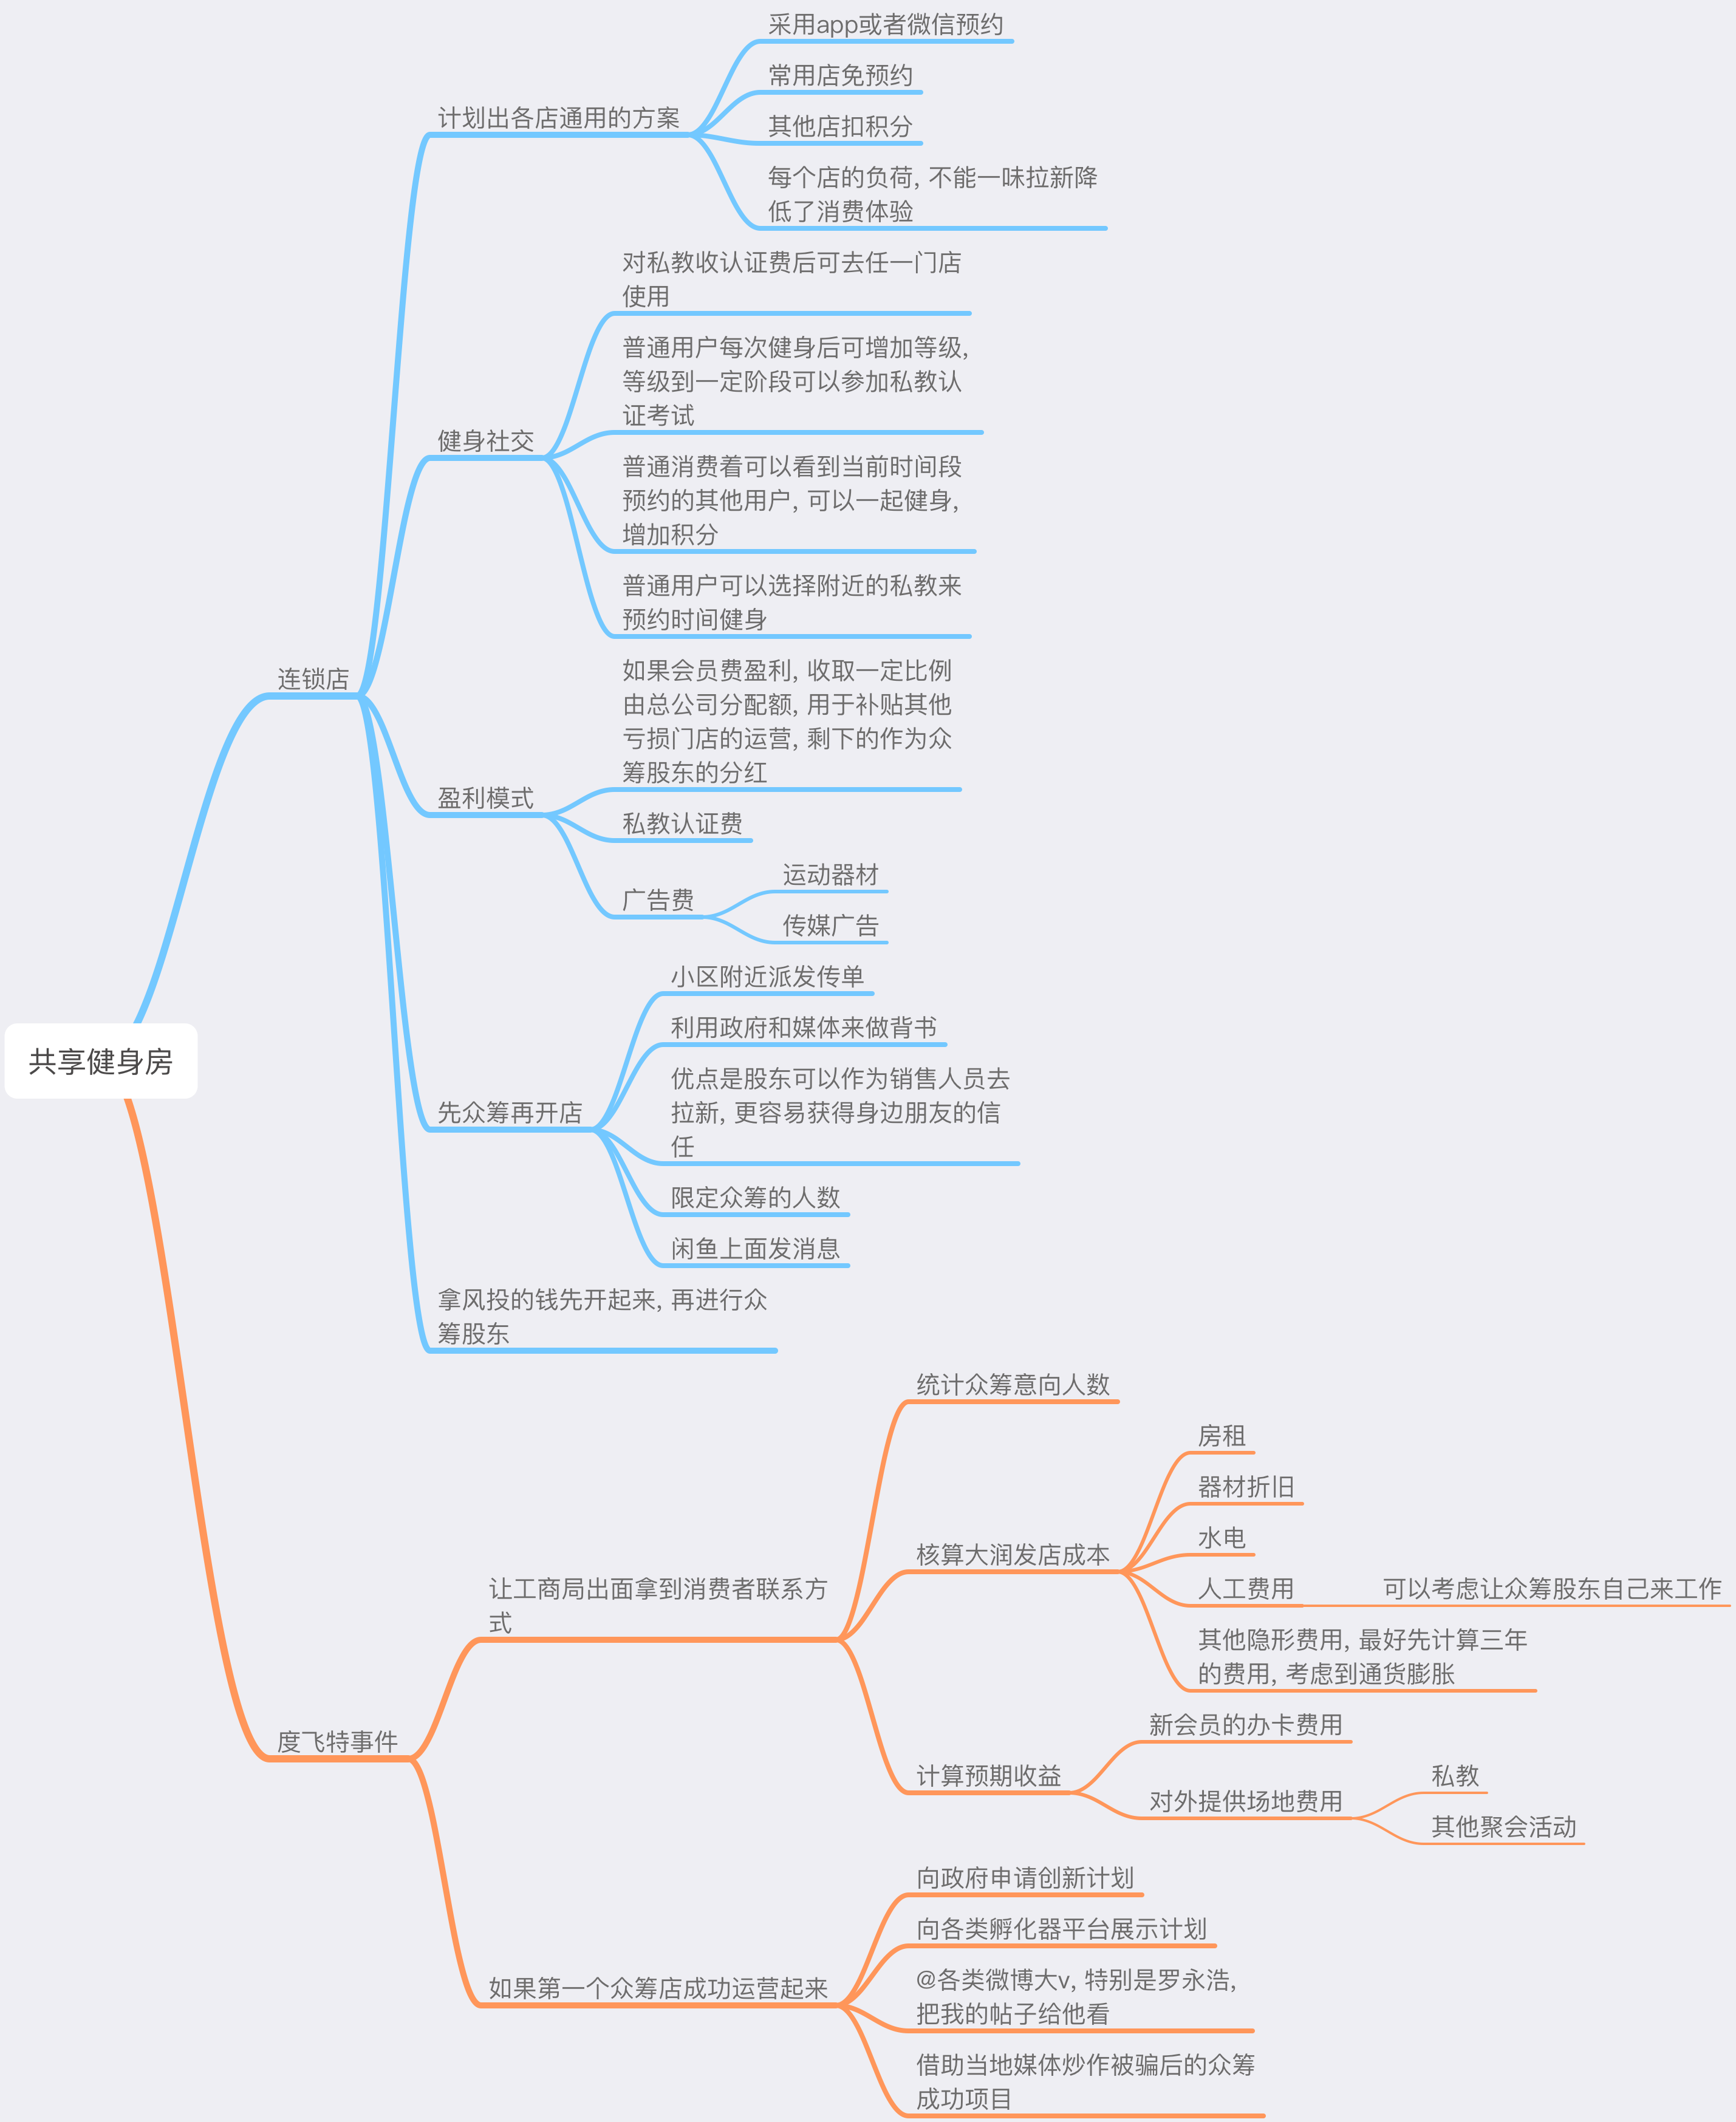 采用app或者微信预约
常用店免预约
计划出各店通用的方案
其他店扣积分
每个店的负荷, 不能一味拉新降
低了消费体验
对私教收认证费后可去任一门店
使用
普通用户每次健身后可增加等级,
等级到一定阶段可以参加私教认
证考试
健身社交
普通消费着可以看到当前时间段
预约的其他用户, 可以一起健身,
增加积分
普通用户可以选择附近的私教来
预约时间健身
连锁店
如果会员费盈利, 收取一定比例
由总公司分配额, 用于补贴其他
亏损门店的运营, 剩下的作为众
筹股东的分红
盈利模式
私教认证费
广告费
运动器材
传媒广告
小区附近派发传单
利用政府和媒体来做背书
共享健身房
优点是股东可以作为销售人员去
拉新, 更容易获得身边朋友的信
任
先众筹再开店
限定众筹的人数
闲鱼上面发消息
拿风投的钱先开起来, 再进行众
筹股东
统计众筹意向人数
房租
器材折旧
水电
核算大润发店成本
人工费用
可以考虑让众筹股东自己来工作
让工商局出面拿到消费者联系方
式
其他隐形费用, 最好先计算三年
的费用, 考虑到通货膨胀
新会员的办卡费用
度飞特事件
计算预期收益
对外提供场地费用
私教
其他聚会活动
向政府申请创新计划
向各类孵化器平台展示计划
如果第一个众筹店成功运营起来
@各类微博大v, 特别是罗永浩,
把我的帖子给他看
借助当地媒体炒作被骗后的众筹
成功项目